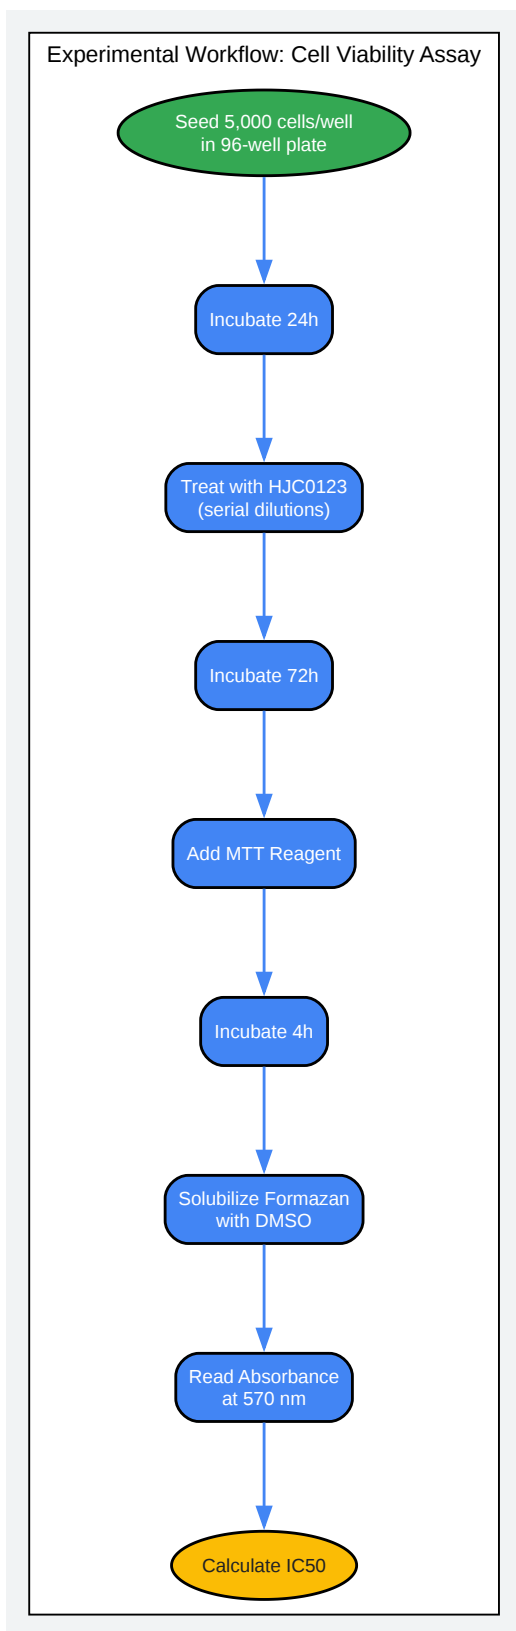 Experimental Workflow: Cell Viability Assay
Seed 5,000 cells/well
in 96-well plate
Incubate 24h
Treat with HJC0123
(serial dilutions)
Incubate 72h
Add MTT Reagent
Incubate 4h
Solubilize Formazan
with DMSO
Read Absorbance
at 570 nm
Calculate IC50